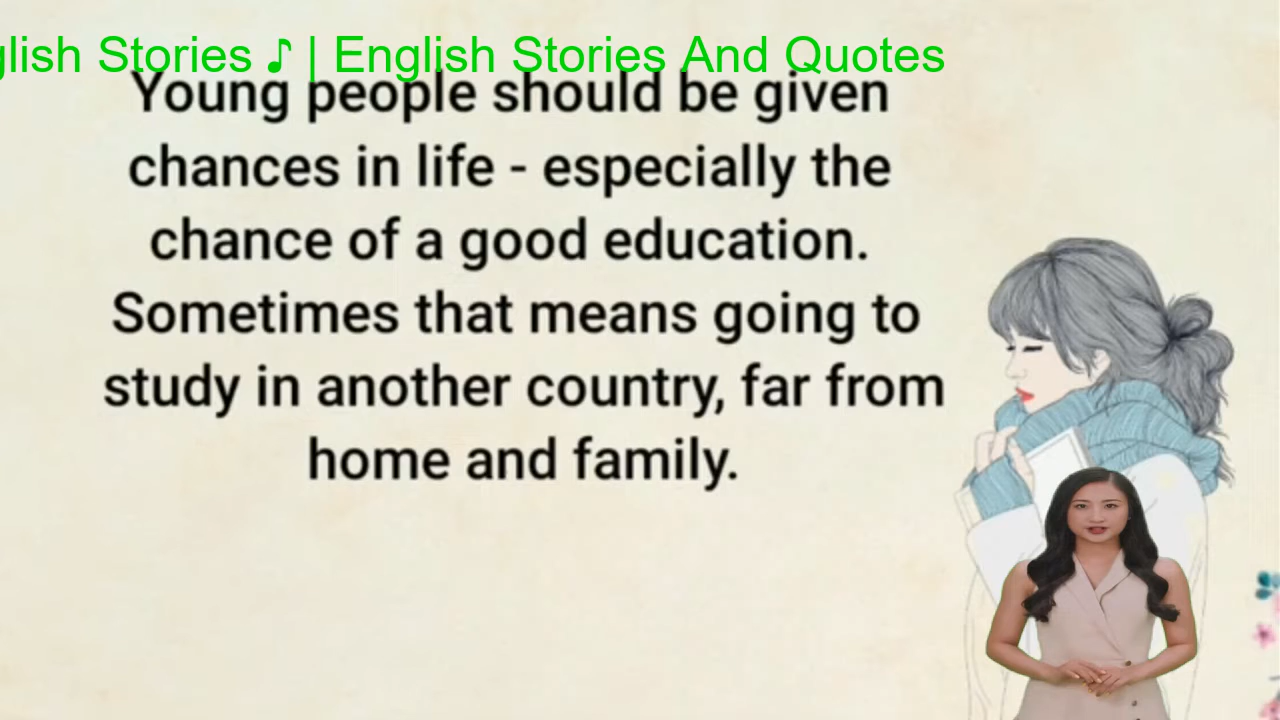 glish Stories ♪ | English Stories And Quotes
Young people should be given
chances in life - especially the
chance of a good education.
Sometimes that means going to
study in another country, far from
home and family.